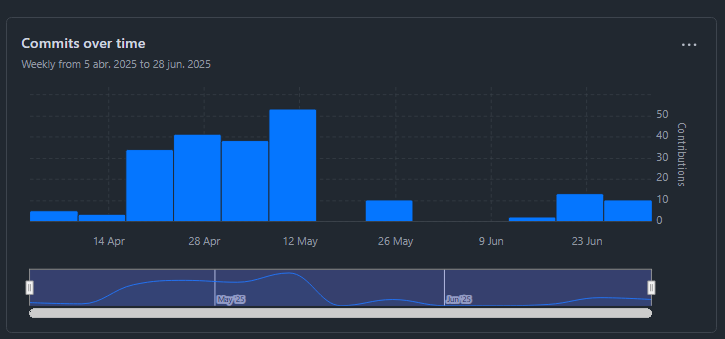 Commits over time
Weekly from 5 abr, 2025 to 28 jun, 2025
50
40
30
20
10
0
Contributions
14 Apr
28 Apr
12 May
26 May
9 Jun
23 Jun
May '25
Jun '25